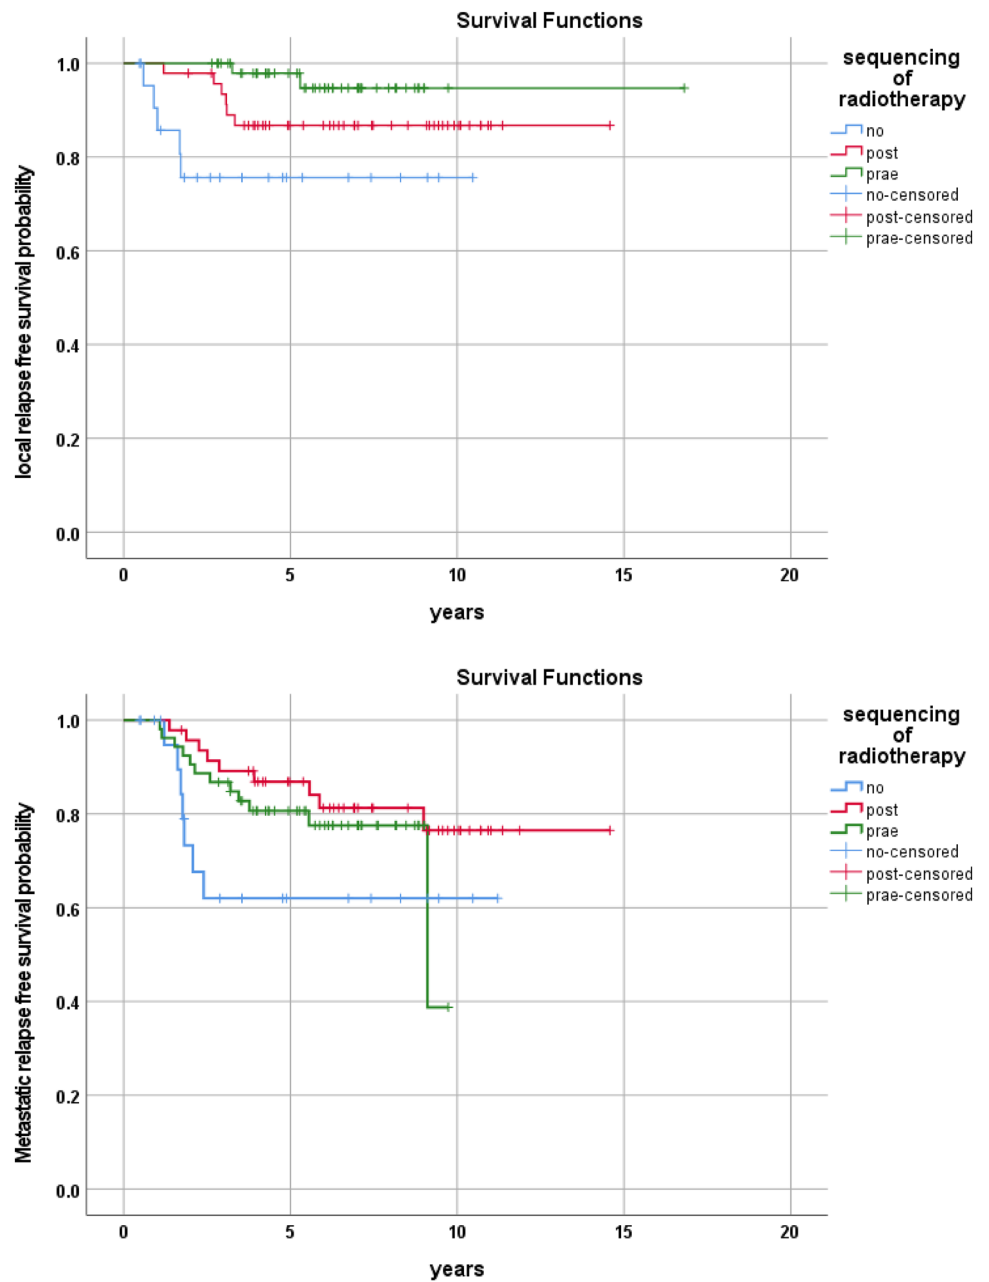 Survival Functions
local relapse free survival probability
1.0
0.8
0.6
0.4
0.2
0.0
0 5 10 15 20
years
sequencing
of
radiotherapy
no
post
prae
no-censored
post-censored
prae-censored
Survival Functions
Metastatic relapse free survival probability
1.0
0.8
0.6
0.4
0.2
0.0
0 5 10 15 20
years
sequencing
of
radiotherapy
no
post
prae
no-censored
post-censored
prae-censored